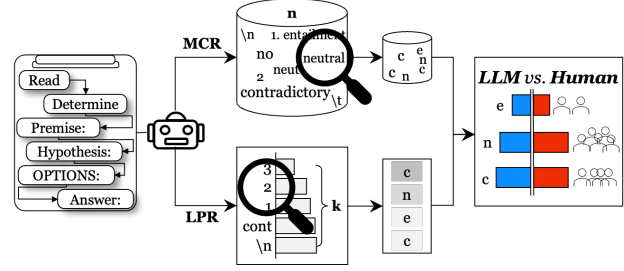 Read
Determine
Premise:
Hypothesis:
OPTIONS:
Answer:
MCR
LPR
n
\n 1. entailment
no neutral
2 neut
contradictory \t
3
2
1
cont
\n
k
c e
n
c n c
c
n
e
c
LLM vs. Human
e
n
c